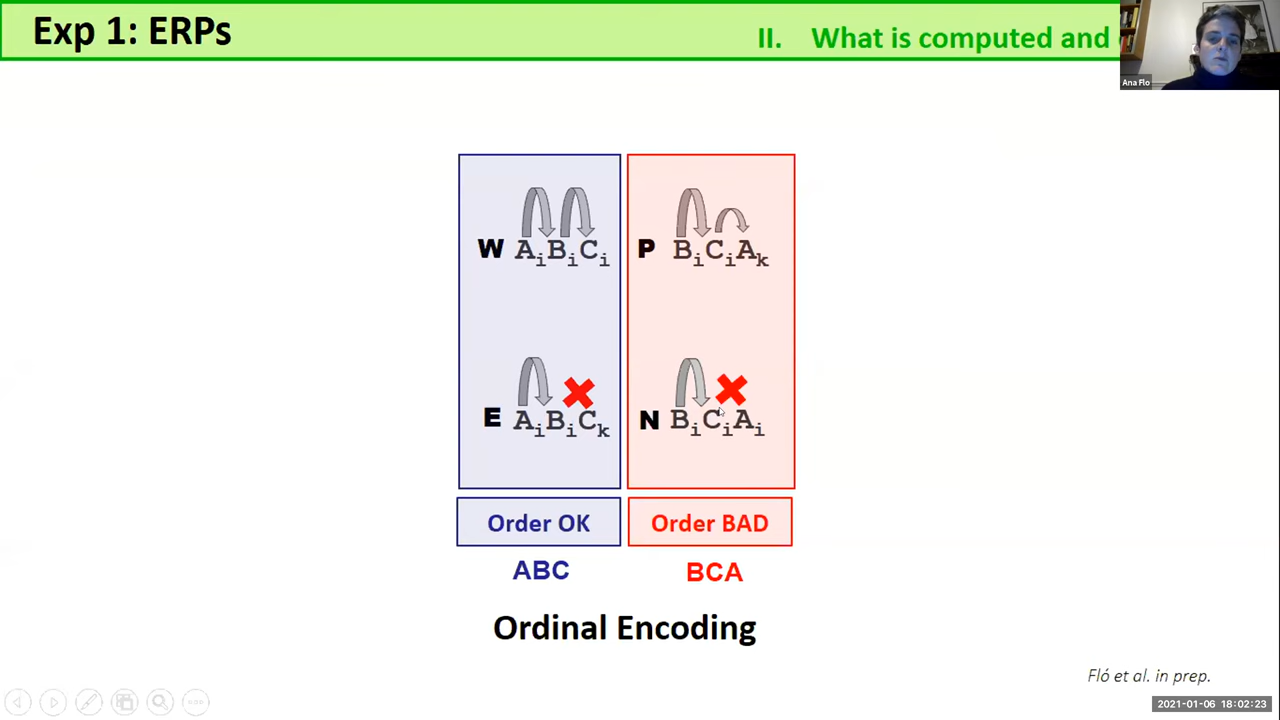 Exp 1: ERPs
II. What is computed and
Ana Flo
W AᵢBᵢCᵢ
P BᵢCᵢAₖ
E AᵢBᵢCₖ
N BᵢCᵢAᵢ
Order OK
Order BAD
ABC
BCA
Ordinal Encoding
Fló et al. in prep.
2021-01-06 18:02:23